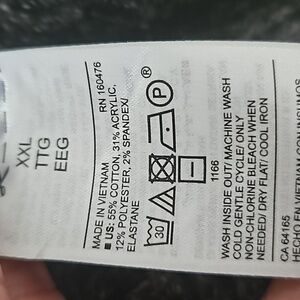 XXL
TTG
EEG
RN 160476
MADE IN VIETNAM
■ US: 55% COTTON, 31% ACRYLIC,
12% POLYESTER, 2% SPANDEX/
ELASTANE
30
P
®
1166
WASH INSIDE OUT/ MACHINE WASH
COLD/GENTLE CYCLE/ ONLY
NON-CHLORINE BLEACH WHEN
NEEDED/ DRY FLAT/ COOL IRON
CA 64165